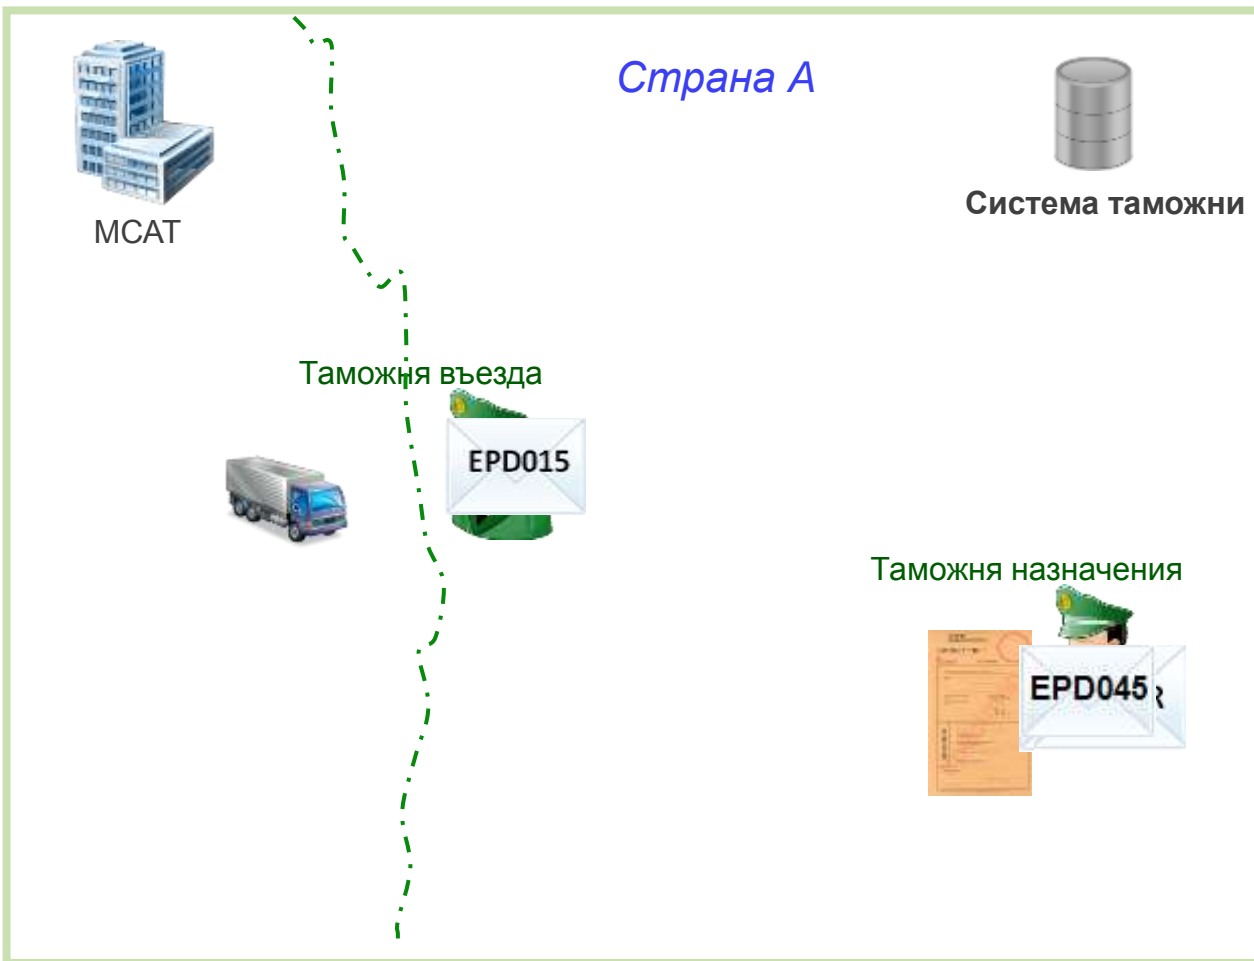 Страна А
Система таможни
МСАТ
Таможня въезда
EPD015
Таможня назначения
EPD045
R